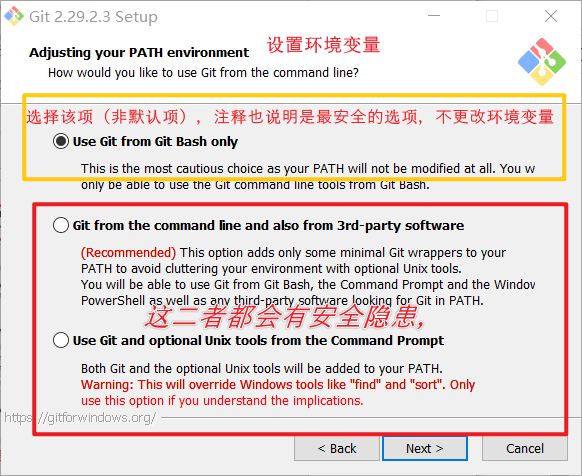 Git 2.29.2.3 Setup
Adjusting your PATH environment
设置环境变量
How would you like to use Git from the command line?
选择该项（非默认项），注释也说明是最安全的选项，不更改环境变量
Use Git from Git Bash only
This is the most cautious choice as your PATH will not be modified at all. You w
only be able to use the Git command line tools from Git Bash.
Git from the command line and also from 3rd-party software
(Recommended) This option adds only some minimal Git wrappers to your
PATH to avoid cluttering your environment with optional Unix tools.
You will be able to use Git from Git Bash, the Command Prompt and the Window
PowerShell as well as any third-party software looking for Git in PATH.
这二者都会有安全隐患，
Use Git and optional Unix tools from the Command Prompt
Both Git and the optional Unix tools will be added to your PATH.
Warning: This will override Windows tools like "find" and "sort". Only
use this option if you understand the implications.
https://gitforwindows.org/
< Back
Next >
Cancel